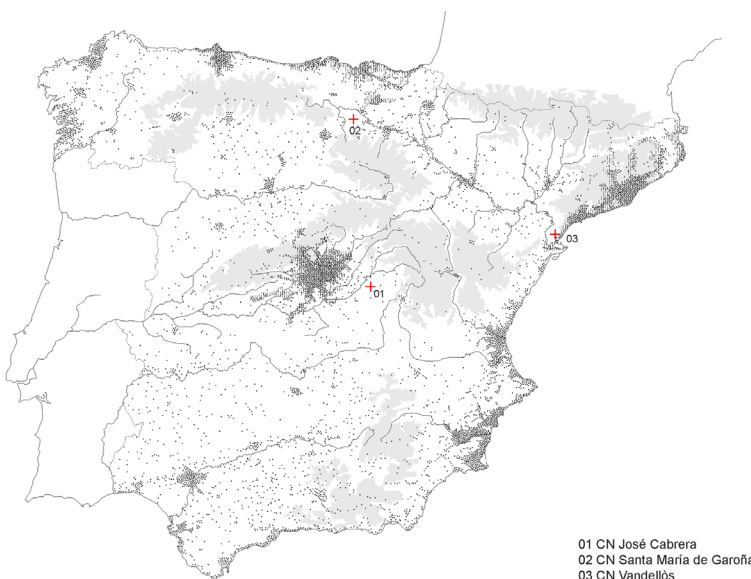 02
03
01
01 CN José Cabrera
02 CN Santa María de Garoña
03 CN Vandellòs